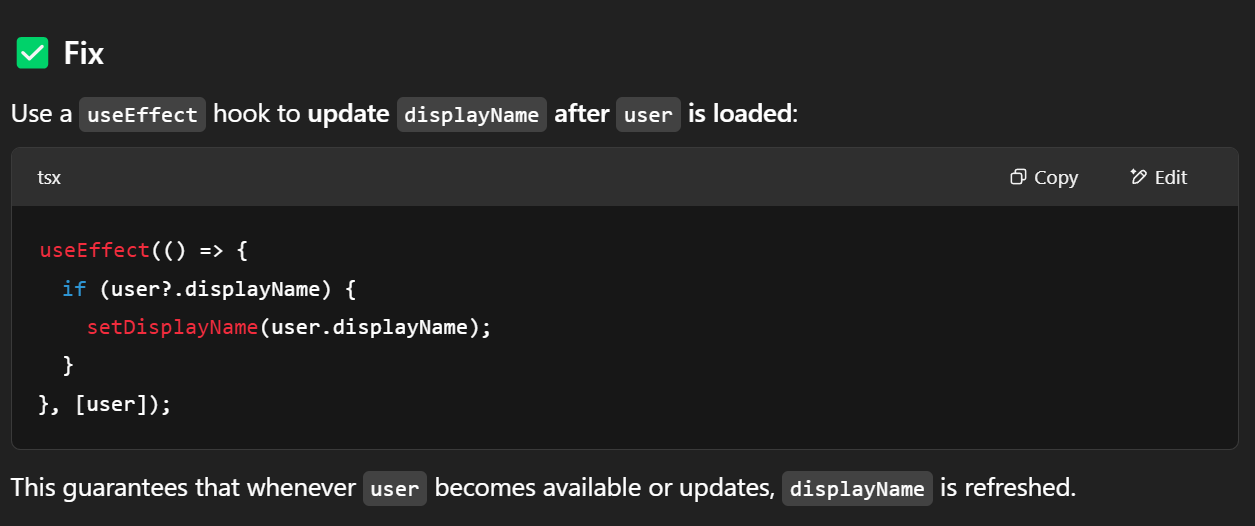 ✅ Fix
Use a useEffect hook to update displayName after user is loaded:
tsx
Copy
Edit
useEffect(() => {
  if (user?.displayName) {
    setDisplayName(user.displayName);
  }
}, [user]);
This guarantees that whenever user becomes available or updates, displayName is refreshed.